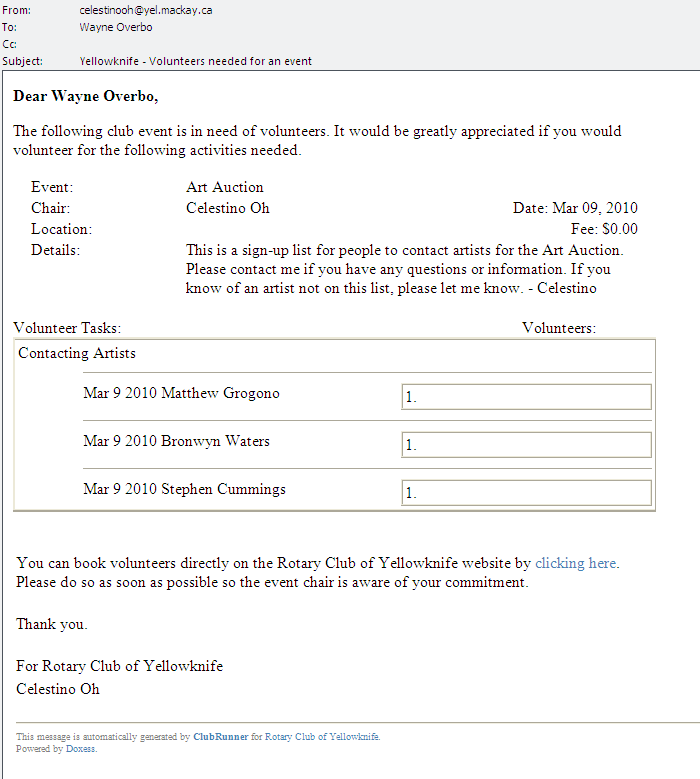 From: celestinooh@yel.mackay.ca
To: Wayne Overbo
Cc:
Subject: Yellowknife - Volunteers needed for an event
Dear Wayne Overbo,
The following club event is in need of volunteers. It would be greatly appreciated if you would
volunteer for the following activities needed.
Event: Art Auction
Chair: Celestino Oh Date: Mar 09, 2010
Location: Fee: $0.00
Details: This is a sign-up list for people to contact artists for the Art Auction.
Please contact me if you have any questions or information. If you
know of an artist not on this list, please let me know. - Celestino
Volunteer Tasks: Volunteers:
Contacting Artists
Mar 9 2010 Matthew Grogono 1.
Mar 9 2010 Bronwyn Waters 1.
Mar 9 2010 Stephen Cummings 1.
You can book volunteers directly on the Rotary Club of Yellowknife website by clicking here.
Please do so as soon as possible so the event chair is aware of your commitment.
Thank you.
For Rotary Club of Yellowknife
Celestino Oh
This message is automatically generated by ClubRunner for Rotary Club of Yellowknife.
Powered by Doxess.